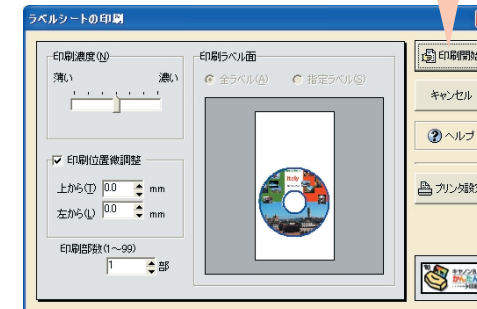 ラベルシートの印刷
印刷濃度(N)
薄い 濃い
印刷位置微調整
上から(T) 0.0 mm
左から(L) 0.0 mm
印刷部数(1～99)
1 部
印刷ラベル面
全ラベル(A) 指定ラベル(S)
Italy
印刷開始
キャンセル
ヘルプ
プリンタ設定